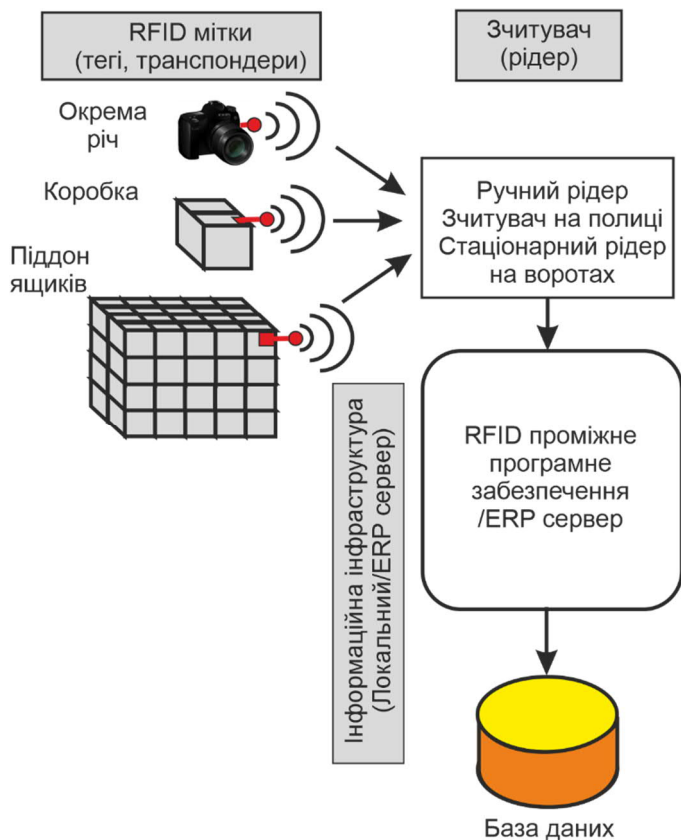 RFID мітки
(теги, транспондери)
Зчитувач
(рідер)
Окрема
річ
Коробка
Піддон
ящиків
Ручний рідер
Зчитувач на полиці
Стаціонарний рідер
на воротах
Інформаційна інфраструктура
(Локальний/ERP сервер)
RFID проміжне
програмне
забезпечення
/ERP сервер
База даних